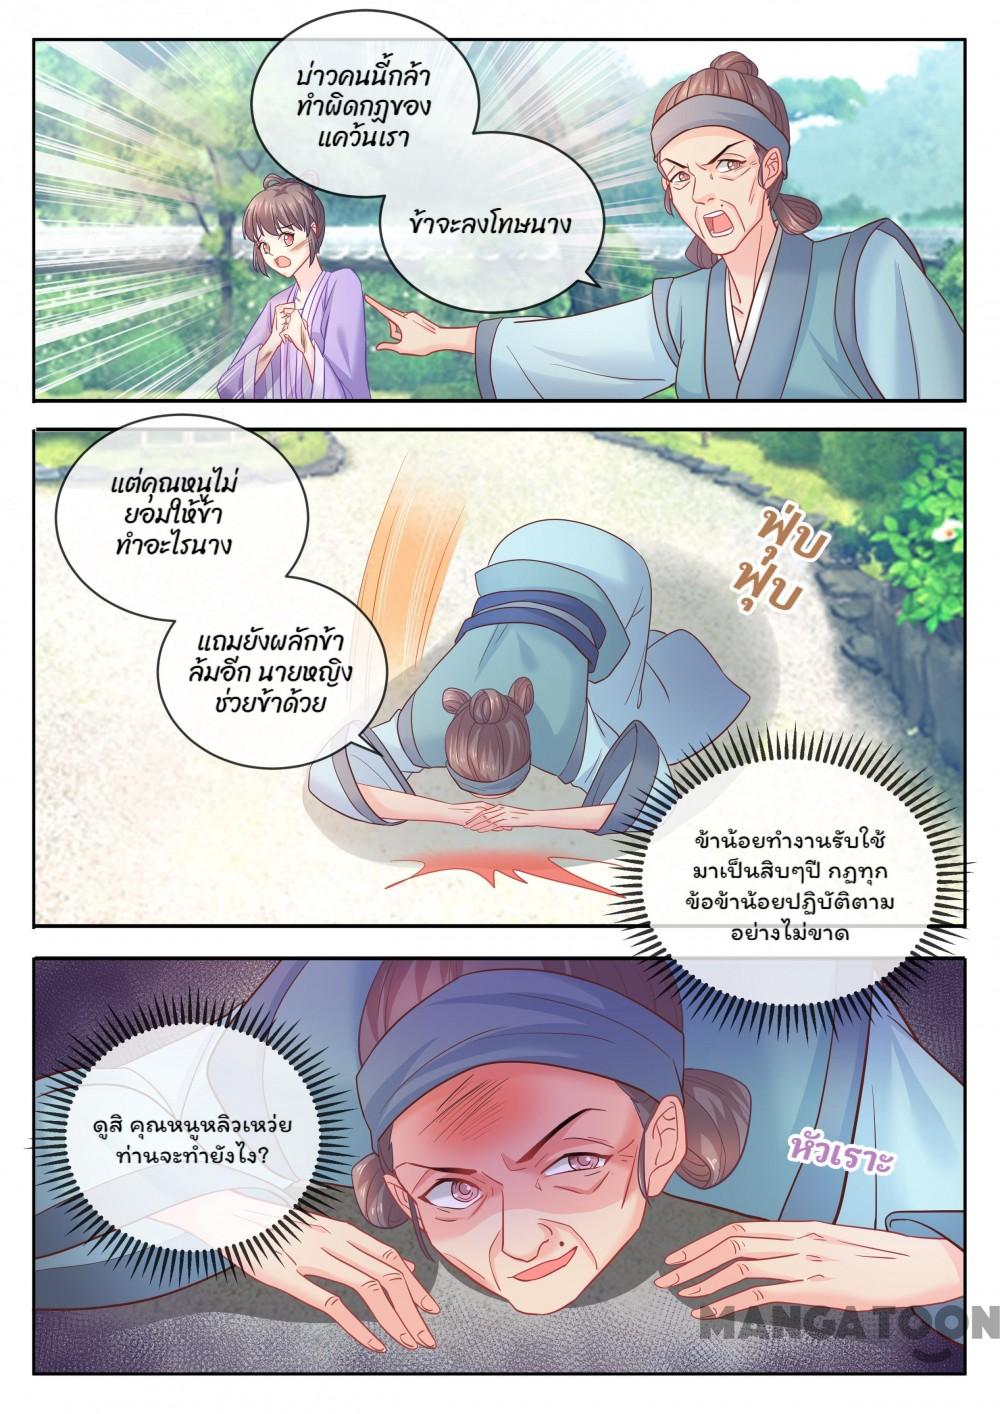 บ่าวคนนี้กล้า
ทำผิดกฏของ
แคว้นเรา
ข้าจะลงโทษนาง
แต่คุณหนูไม่
ยอมให้ข้า
ทำอะไรนาง
แถมยังผลักข้า
ล้มอีก นายหญิง
ช่วยข้าด้วย
ฟุ่บ
ฟุ่บ
ข้าน้อยทำงานรับใช้
มาเป็นสิบๆปี กฏทุก
ข้อข้าน้อยปฏิบัติตาม
อย่างไม่ขาด
ดูสิ คุณหนูหลิวเหว่ย
ท่านจะทำยังไง?
หัวเราะ
MANGATOON